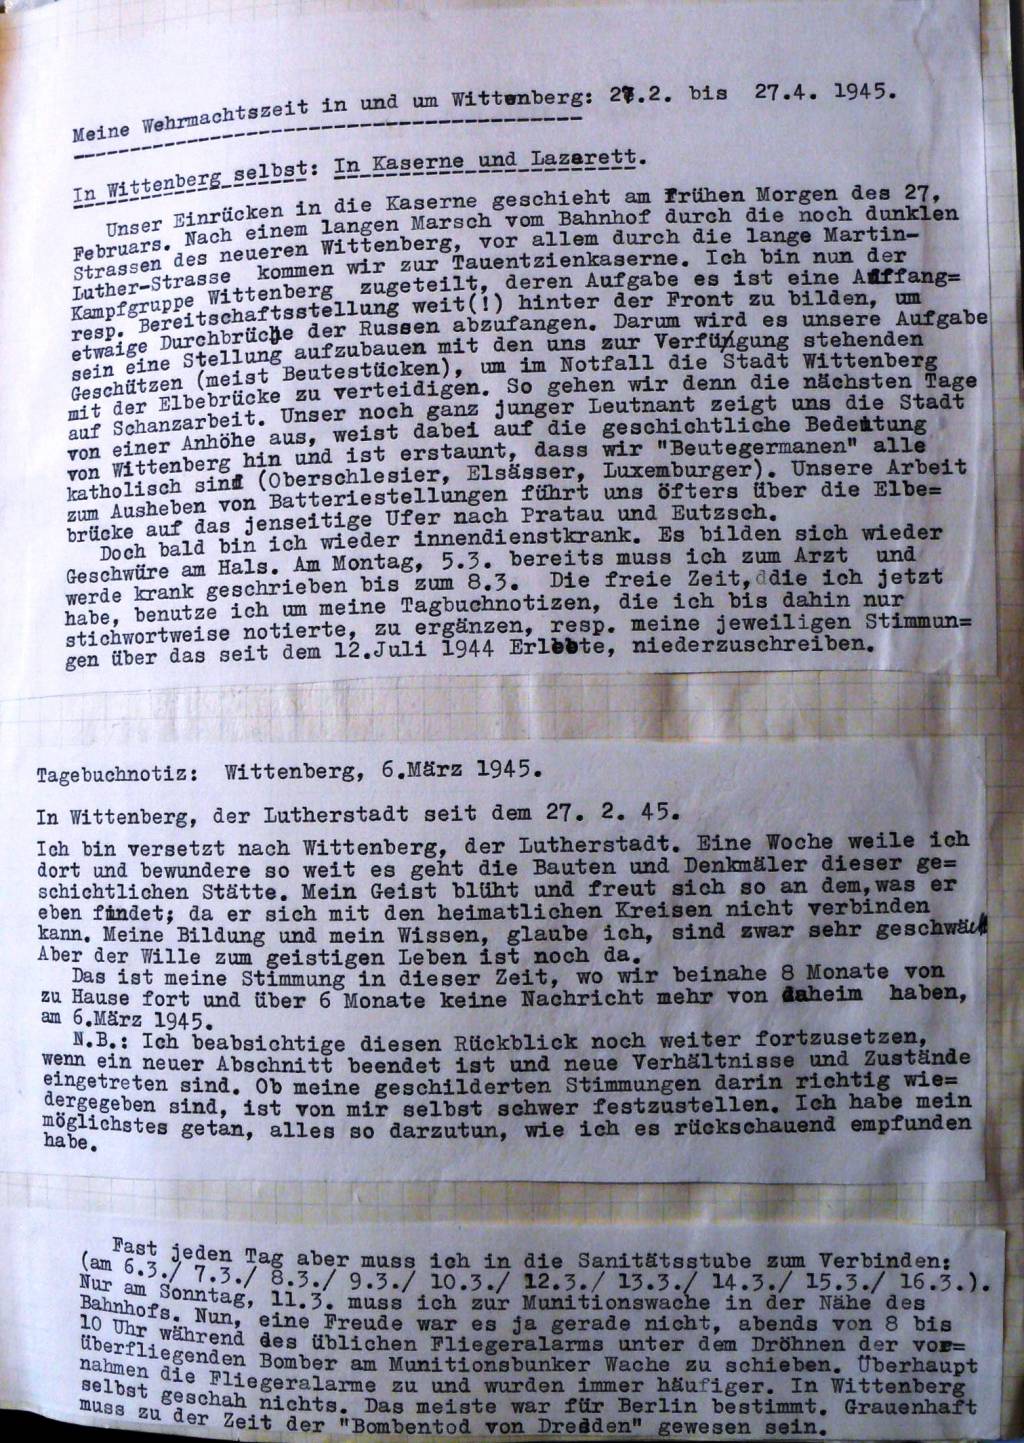 Meine Wehrmachtszeit in und um Wittenberg: 27.2. bis 27.4. 1945.
In Wittenberg selbst: In Kaserne und Lazarett.
Unser Einrücken in die Kaserne geschieht am frühen Morgen des 27,
Februars. Nach einem langen Marsch vom Bahnhof durch die noch dunklen
Strassen des neueren Wittenberg, vor allem durch die lange Martin-
Luther-Strasse kommen wir zur Tauentzienkaserne. Ich bin nun der
Kampfgruppe Wittenberg zugeteilt, deren Aufgabe es ist eine Auffang=
resp. Bereitschaftsstellung weit(!) hinter der Front zu bilden, um
etwaige Durchbrüche der Russen abzufangen. Darum wird es unsere Aufgabe
sein eine Stellung aufzubauen mit den uns zur Verfügung stehenden
Geschützen (meist Beutestücken), um im Notfall die Stadt Wittenberg
mit der Elbebrücke zu verteidigen. So gehen wir denn die nächsten Tage
auf Schanzarbeit. Unser noch ganz junger Leutnant zeigt uns die Stadt
von einer Anhöhe aus, weist dabei auf die geschichtliche Bedeutung
von Wittenberg hin und ist erstaunt, dass wir "Beutegermanen" alle
katholisch sind (Oberschlesier, Elsässer, Luxemburger). Unsere Arbeit
zum Ausheben von Batteriestellungen führt uns öfters über die Elbe=
brücke auf das jenseitige Ufer nach Pratau und Eutzsch.
Doch bald bin ich wieder innendienstkrank. Es bilden sich wieder
Geschwüre am Hals. Am Montag, 5.3. bereits muss ich zum Arzt und
werde krank geschrieben bis zum 8.3. Die freie Zeit, die ich jetzt
habe, benutze ich um meine Tagbuchnotizen, die ich bis dahin nur
stichwortweise notierte, zu ergänzen, resp. meine jeweiligen Stimmun=
gen über das seit dem 12.Juli 1944 Erlebte, niederzuschreiben.
Tagebuchnotiz: Wittenberg, 6.März 1945.
In Wittenberg, der Lutherstadt seit dem 27. 2. 45.
Ich bin versetzt nach Wittenberg, der Lutherstadt. Eine Woche weile ich
dort und bewundere so weit es geht die Bauten und Denkmäler dieser ge=
schichtlichen Stätte. Mein Geist blüht und freut sich so an dem,was er
eben findet; da er sich mit den heimatlichen Kreisen nicht verbinden
kann. Meine Bildung und mein Wissen, glaube ich, sind zwar sehr geschwächt
Aber der Wille zum geistigen Leben ist noch da.
Das ist meine Stimmung in dieser Zeit, wo wir beinahe 8 Monate von
zu Hause fort und über 6 Monate keine Nachricht mehr von daheim haben,
am 6.März 1945.
N.B.: Ich beabsichtige diesen Rückblick noch weiter fortzusetzen,
wenn ein neuer Abschnitt beendet ist und neue Verhältnisse und Zustände
eingetreten sind. Ob meine geschilderten Stimmungen darin richtig wie=
dergegeben sind, ist von mir selbst schwer festzustellen. Ich habe mein
möglichstes getan, alles so darzutun, wie ich es rückschauend empfunden
habe.
Fast jeden Tag aber muss ich in die Sanitätsstube zum Verbinden:
(am 6.3./ 7.3./ 8.3./ 9.3./ 10.3./ 12.3./ 13.3./ 14.3./ 15.3./ 16.3.).
Nur am Sonntag, 11.3. muss ich zur Munitionswache in der Nähe des
Bahnhofs. Nun, eine Freude war es ja gerade nicht, abends von 8 bis
10 Uhr während des üblichen Fliegeralarms unter dem Dröhnen der vor=
überfliegenden Bomber am Munitionsbunker Wache zu schieben. Überhaupt
nahmen die Fliegeralarme zu und wurden immer häufiger. In Wittenberg
selbst geschah nichts. Das meiste war für Berlin bestimmt. Grauenhaft
muss zu der Zeit der "Bombentod von Dresden" gewesen sein.